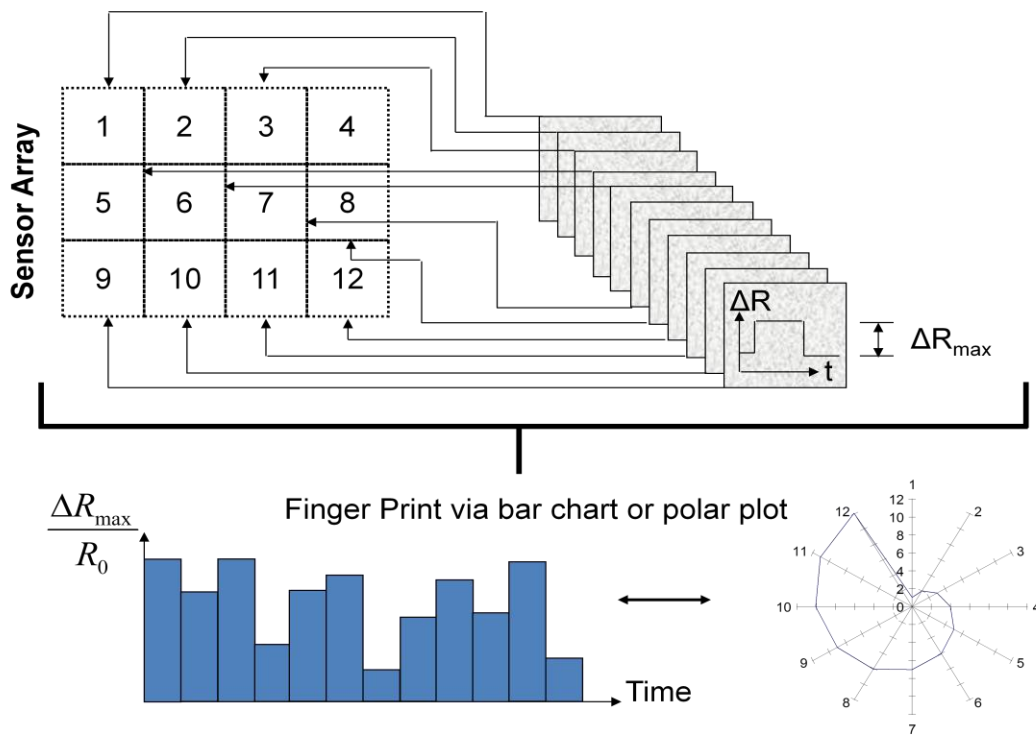 Sensor Array
1 2 3 4
5 6 7 8
9 10 11 12
ΔR
t
ΔRmax
Finger Print via bar chart or polar plot
ΔRmax
R0
Time
1
2
3
4
5
6
7
8
9
10
11
12
12
10
8
6
4
2
0